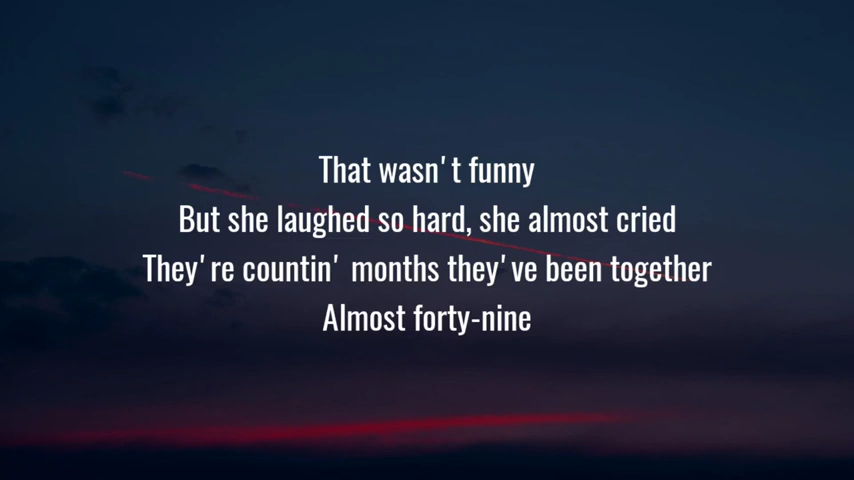 That wasn't funny
But she laughed so hard, she almost cried
They're countin' months they've been together
Almost forty-nine